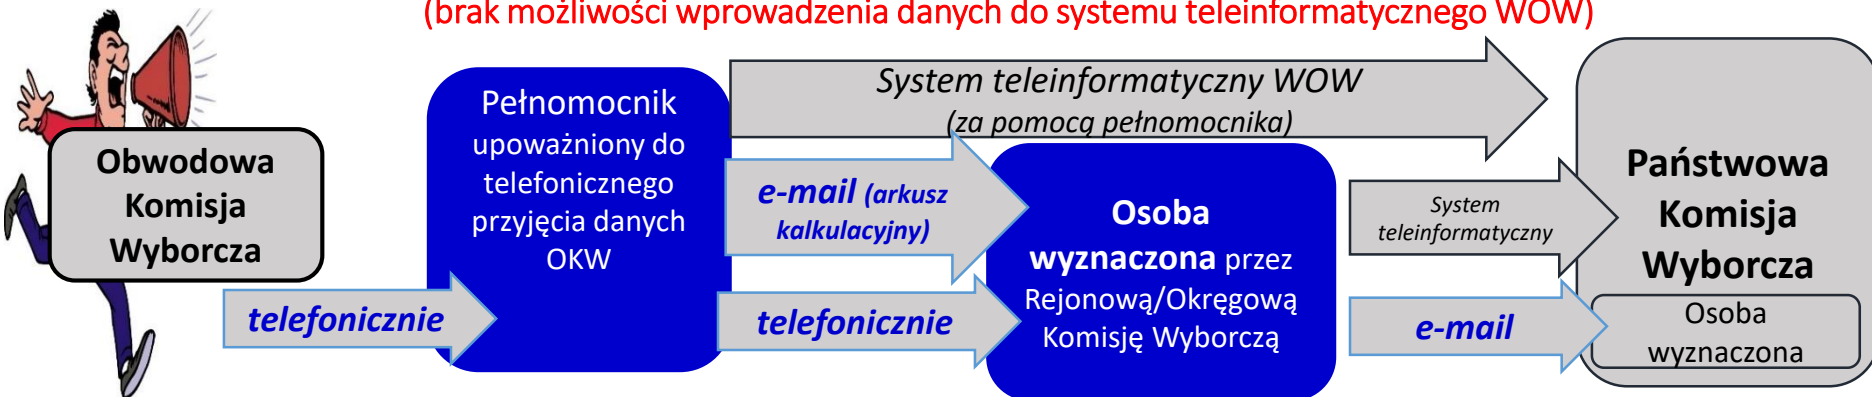 (brak możliwości wprowadzenia danych do systemu teleinformatycznego WOW)
Obwodowa
Komisja
Wyborcza
telefonicznie
Pełnomocnik
upoważniony do
telefonicznego
przyjęcia danych
OKW
System teleinformatyczny WOW
(za pomocą pełnomocnika)
e-mail (arkusz
kalkulacyjny)
telefonicznie
Osoba
wyznaczona przez
Rejonową/Okręgową
Komisję Wyborczą
System
teleinformatyczny
e-mail
Państwowa
Komisja
Wyborcza
Osoba
wyznaczona